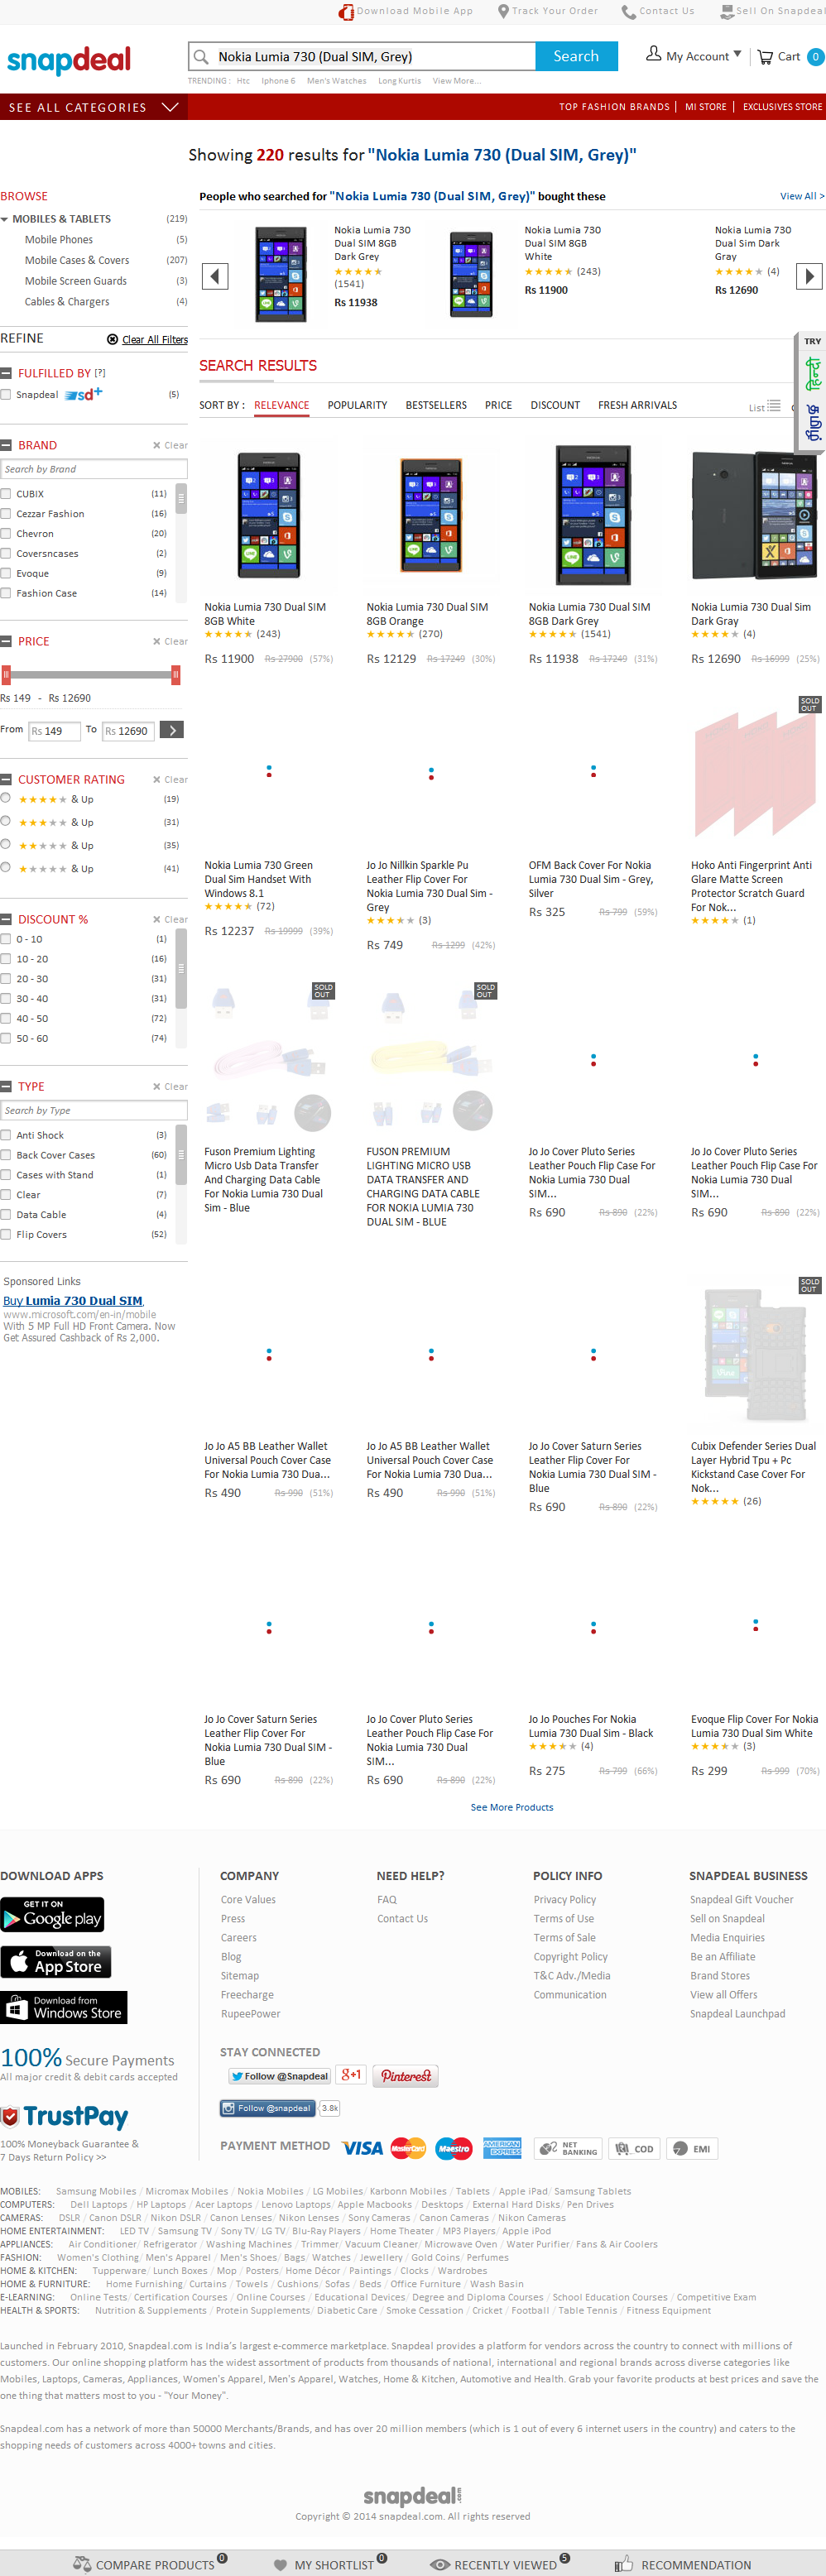 Download Mobile App
Track Your Order
Contact Us
Sell On Snapdeal
snapdeal
Nokia Lumia 730 (Dual SIM, Grey)
Search
My Account
Cart 0
TRENDING : Htc Iphone 6 Men's Watches Long Kurtis View More...
SEE ALL CATEGORIES
TOP FASHION BRANDS | MI STORE | EXCLUSIVES STORE
Showing 220 results for "Nokia Lumia 730 (Dual SIM, Grey)"
BROWSE
MOBILES & TABLETS (219)
Mobile Phones (5)
Mobile Cases & Covers (207)
Mobile Screen Guards (3)
Cables & Chargers (4)
REFINE
Clear All Filters
FULFILLED BY [?]
Snapdeal sd+ (5)
BRAND
Clear
Search by Brand
CUBIX (11)
Cezzar Fashion (16)
Chevron (20)
Coversncases (2)
Evoque (9)
Fashion Case (14)
PRICE
Clear
Rs 149 - Rs 12690
From Rs 149 To Rs 12690
CUSTOMER RATING
Clear
& Up (19)
& Up (31)
& Up (35)
& Up (41)
DISCOUNT %
Clear
0 - 10 (1)
10 - 20 (16)
20 - 30 (31)
30 - 40 (31)
40 - 50 (72)
50 - 60 (74)
TYPE
Clear
Search by Type
Anti Shock (3)
Back Cover Cases (60)
Cases with Stand (1)
Clear (7)
Data Cable (4)
Flip Covers (52)
Sponsored Links
Buy Lumia 730 Dual SIM.
www.microsoft.com/en-in/mobile
With 5 MP Full HD Front Camera. Now
Get Assured Cashback of Rs 2,000.
People who searched for "Nokia Lumia 730 (Dual SIM, Grey)" bought these
View All >
Nokia Lumia 730
Dual SIM 8GB
Dark Grey
(1541)
Rs 11938
Nokia Lumia 730
Dual SIM 8GB
White
(243)
Rs 11900
Nokia Lumia 730
Dual Sim Dark
Gray
(4)
Rs 12690
TRY
हिन्दी
தமிழ்
SEARCH RESULTS
SORT BY : RELEVANCE POPULARITY BESTSELLERS PRICE DISCOUNT FRESH ARRIVALS
List
Nokia Lumia 730 Dual SIM
8GB White
(243)
Rs 11900 Rs 27900 (57%)
Nokia Lumia 730 Dual SIM
8GB Orange
(270)
Rs 12129 Rs 17249 (30%)
Nokia Lumia 730 Dual SIM
8GB Dark Grey
(1541)
Rs 11938 Rs 17249 (31%)
Nokia Lumia 730 Dual Sim
Dark Gray
(4)
Rs 12690 Rs 16999 (25%)
Nokia Lumia 730 Green
Dual Sim Handset With
Windows 8.1
(72)
Rs 12237 Rs 19999 (39%)
Jo Jo Nillkin Sparkle Pu
Leather Flip Cover For
Nokia Lumia 730 Dual Sim -
Grey
(3)
Rs 749 Rs 1299 (42%)
OFM Back Cover For Nokia
Lumia 730 Dual Sim - Grey,
Silver
Rs 325 Rs 799 (59%)
SOLD
OUT
Hoko Anti Fingerprint Anti
Glare Matte Screen
Protector Scratch Guard
For Nok...
(1)
SOLD
OUT
Fuson Premium Lighting
Micro Usb Data Transfer
And Charging Data Cable
For Nokia Lumia 730 Dual
Sim - Blue
SOLD
OUT
FUSON PREMIUM
LIGHTING MICRO USB
DATA TRANSFER AND
CHARGING DATA CABLE
FOR NOKIA LUMIA 730
DUAL SIM - BLUE
Jo Jo Cover Pluto Series
Leather Pouch Flip Case For
Nokia Lumia 730 Dual
SIM...
Rs 690 Rs 890 (22%)
Jo Jo Cover Pluto Series
Leather Pouch Flip Case For
Nokia Lumia 730 Dual
SIM...
Rs 690 Rs 890 (22%)
Jo Jo A5 BB Leather Wallet
Universal Pouch Cover Case
For Nokia Lumia 730 Dua...
Rs 490 Rs 990 (51%)
Jo Jo A5 BB Leather Wallet
Universal Pouch Cover Case
For Nokia Lumia 730 Dua...
Rs 490 Rs 990 (51%)
Jo Jo Cover Saturn Series
Leather Flip Cover For
Nokia Lumia 730 Dual SIM -
Blue
Rs 690 Rs 890 (22%)
SOLD
OUT
Cubix Defender Series Dual
Layer Hybrid Tpu + Pc
Kickstand Case Cover For
Nok...
(26)
Jo Jo Cover Saturn Series
Leather Flip Cover For
Nokia Lumia 730 Dual SIM -
Blue
Rs 690 Rs 890 (22%)
Jo Jo Cover Pluto Series
Leather Pouch Flip Case For
Nokia Lumia 730 Dual
SIM...
Rs 690 Rs 890 (22%)
Jo Jo Pouches For Nokia
Lumia 730 Dual Sim - Black
(4)
Rs 275 Rs 799 (66%)
Evoque Flip Cover For Nokia
Lumia 730 Dual Sim White
(3)
Rs 299 Rs 999 (70%)
See More Products
DOWNLOAD APPS
GET IT ON
Google play
Download on the
App Store
Download from
Windows Store
100% Secure Payments
All major credit & debit cards accepted
TrustPay
100% Moneyback Guarantee &
7 Days Return Policy >>
COMPANY
Core Values
Press
Careers
Blog
Sitemap
Freecharge
RupeePower
NEED HELP?
FAQ
Contact Us
POLICY INFO
Privacy Policy
Terms of Use
Terms of Sale
Copyright Policy
T&C Adv./Media
Communication
SNAPDEAL BUSINESS
Snapdeal Gift Voucher
Sell on Snapdeal
Media Enquiries
Be an Affiliate
Brand Stores
View all Offers
Snapdeal Launchpad
STAY CONNECTED
Follow @Snapdeal
g+1
Pinterest
Follow @snapdeal 3.8k
PAYMENT METHOD
VISA
MasterCard
Maestro
AMERICAN EXPRESS
NET BANKING
COD
EMI
MOBILES: Samsung Mobiles / Micromax Mobiles / Nokia Mobiles / LG Mobiles/ Karbonn Mobiles / Tablets / Apple iPad/ Samsung Tablets
COMPUTERS: Dell Laptops / HP Laptops / Acer Laptops / Lenovo Laptops/ Apple Macbooks / Desktops / External Hard Disks/ Pen Drives
CAMERAS: DSLR / Canon DSLR / Nikon DSLR / Canon Lenses/ Nikon Lenses / Sony Cameras / Canon Cameras / Nikon Cameras
HOME ENTERTAINMENT: LED TV / Samsung TV / Sony TV/ LG TV/ Blu-Ray Players / Home Theater / MP3 Players/ Apple iPod
APPLIANCES: Air Conditioner/ Refrigerator / Washing Machines / Trimmer/ Vacuum Cleaner/ Microwave Oven / Water Purifier/ Fans & Air Coolers
FASHION: Women's Clothing/ Men's Apparel / Men's Shoes/ Bags/ Watches / Jewellery / Gold Coins/ Perfumes
HOME & KITCHEN: Tupperware/ Lunch Boxes / Mop / Posters/ Home Décor / Paintings / Clocks / Wardrobes
HOME & FURNITURE: Home Furnishing/ Curtains / Towels / Cushions/ Sofas / Beds / Office Furniture / Wash Basin
E-LEARNING: Online Tests/ Certification Courses / Online Courses / Educational Devices/ Degree and Diploma Courses / School Education Courses / Competitive Exam
HEALTH & SPORTS: Nutrition & Supplements / Protein Supplements/ Diabetic Care / Smoke Cessation / Cricket / Football / Table Tennis / Fitness Equipment
Launched in February 2010, Snapdeal.com is India's largest e-commerce marketplace. Snapdeal provides a platform for vendors across the country to connect with millions of
customers. Our online shopping platform has the widest assortment of products from thousands of national, international and regional brands across diverse categories like
Mobiles, Laptops, Cameras, Appliances, Women's Apparel, Men's Apparel, Watches, Home & Kitchen, Automotive and Health. Grab your favorite products at best prices and save the
one thing that matters most to you - "Your Money".
Snapdeal.com has a network of more than 50000 Merchants/Brands, and has over 20 million members (which is 1 out of every 6 internet users in the country) and caters to the
shopping needs of customers across 4000+ towns and cities.
snapdeal.com
Copyright © 2014 snapdeal.com. All rights reserved
COMPARE PRODUCTS 0
MY SHORTLIST 0
RECENTLY VIEWED 5
RECOMMENDATION